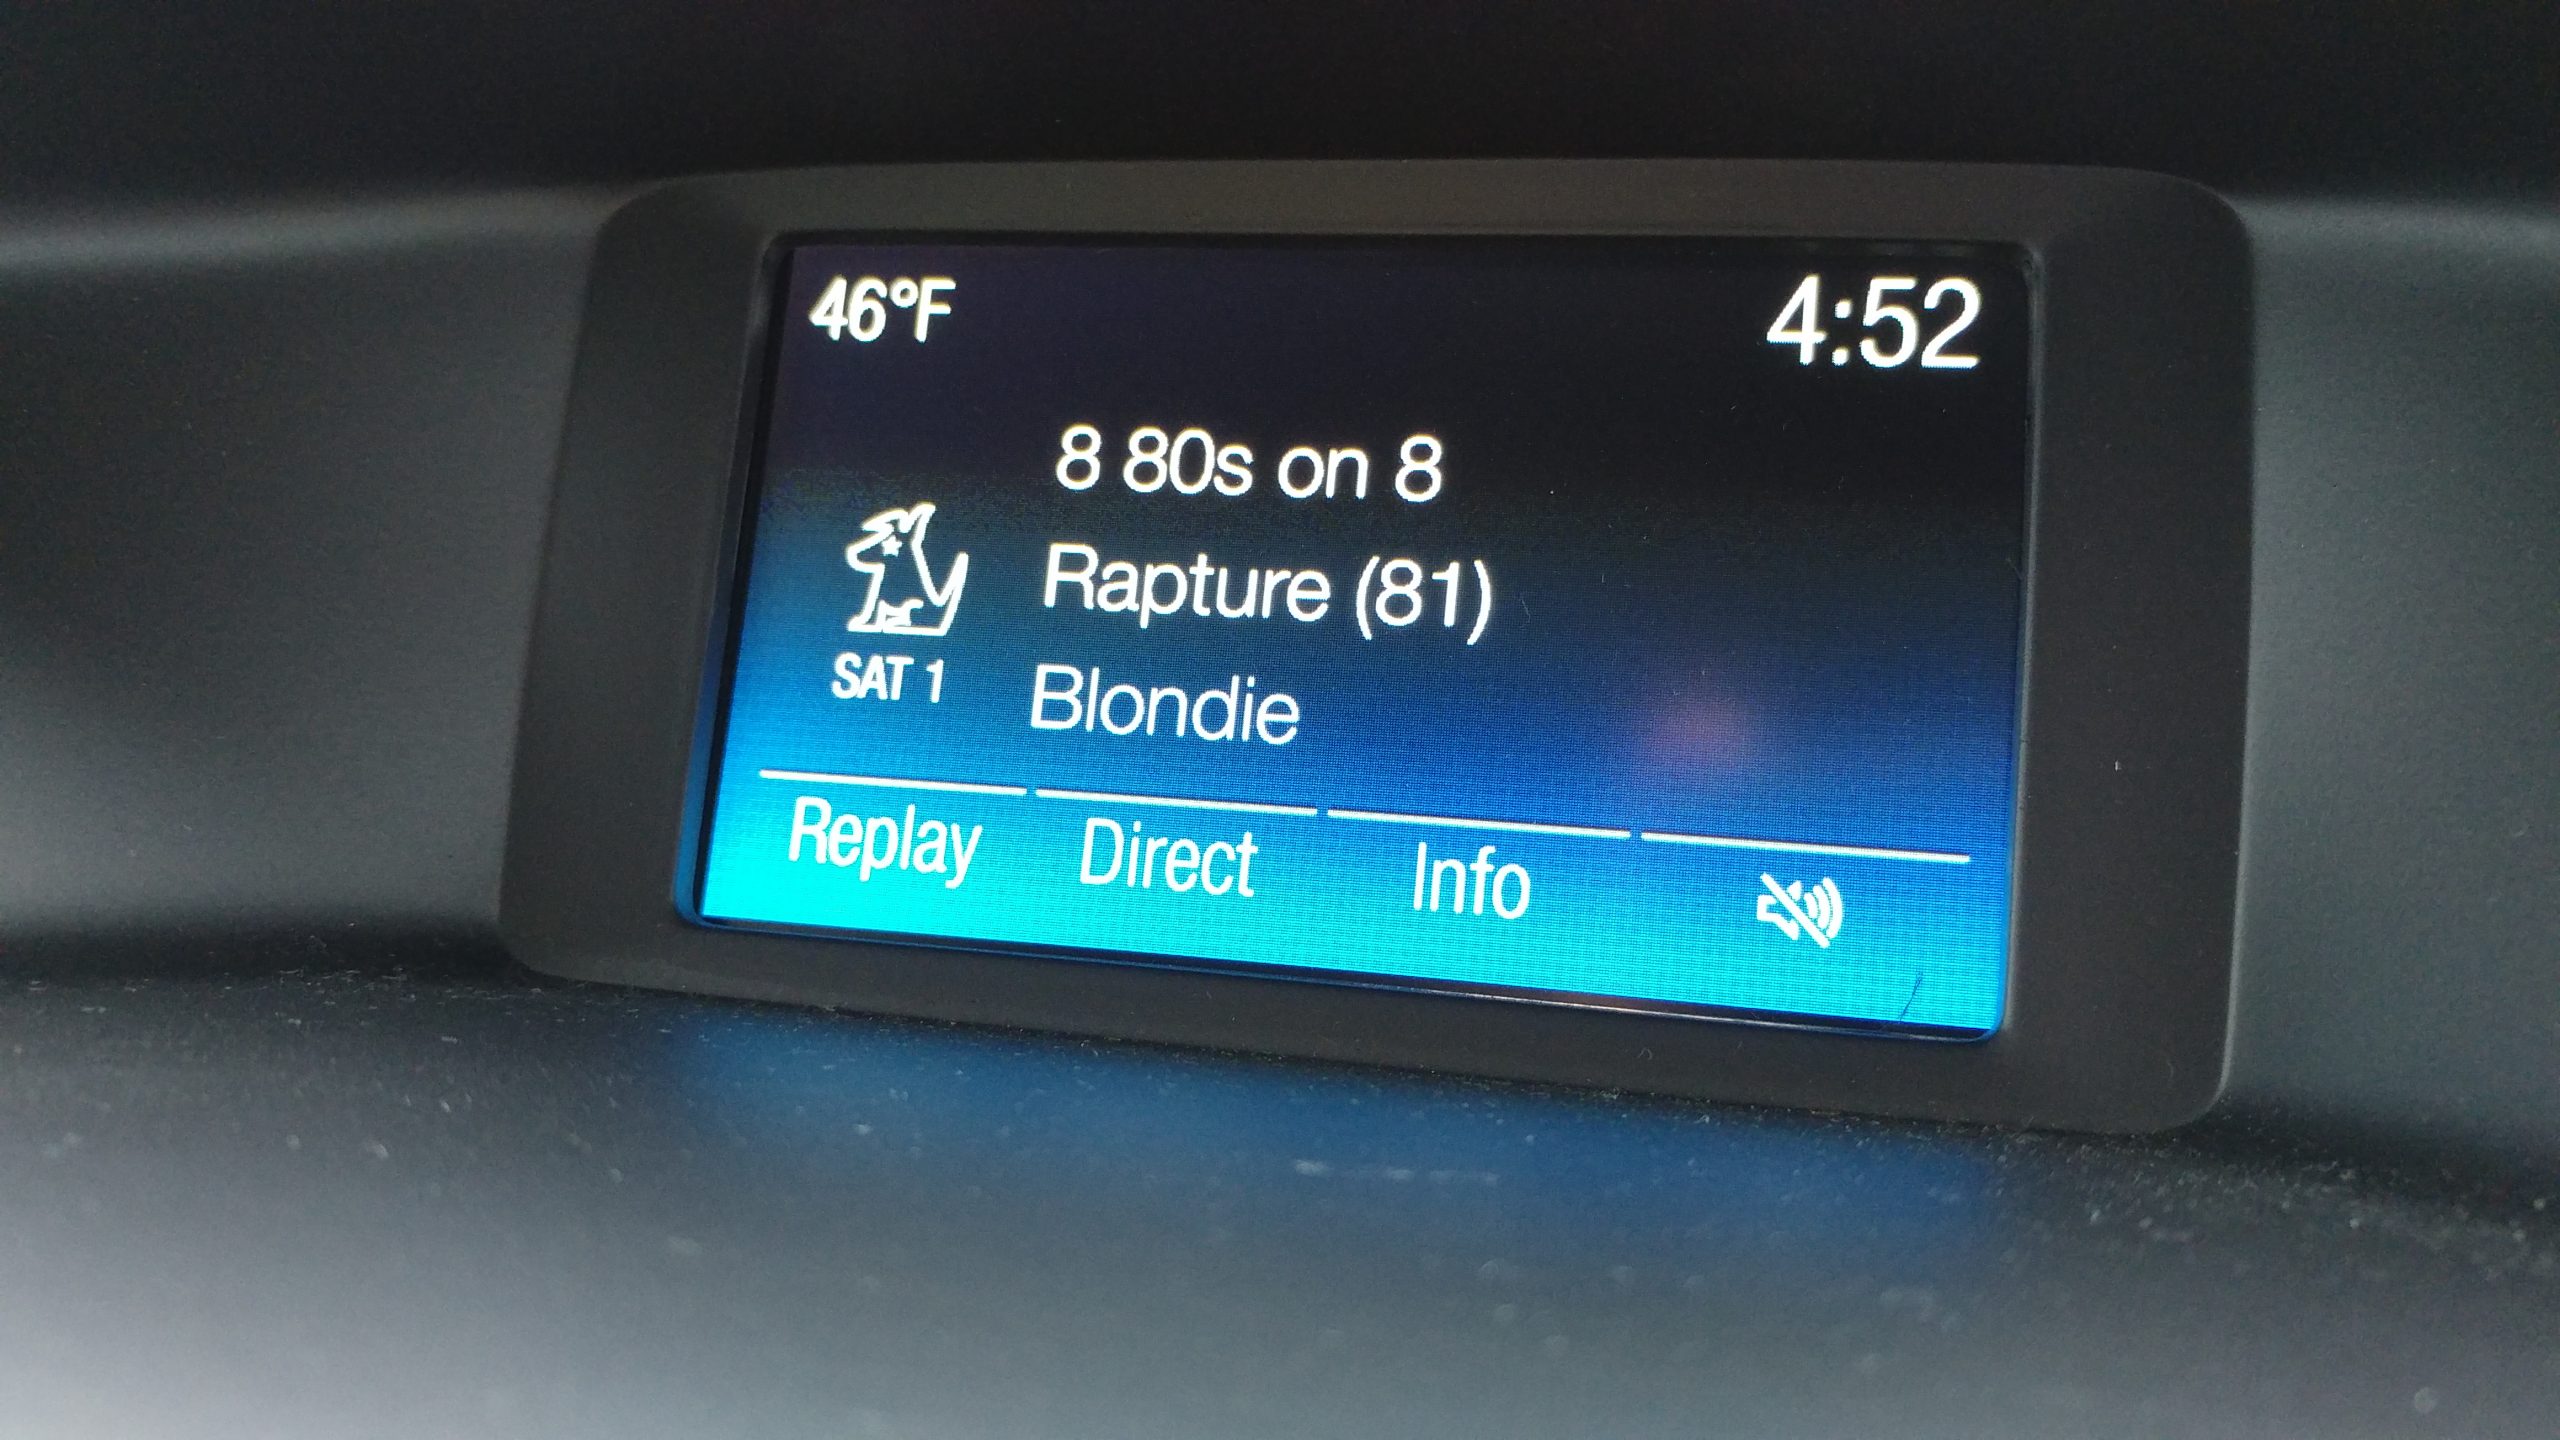 46°F
4:52
8 80s on 8
Rapture (81)
SAT 1
Blondie
Replay Direct Info